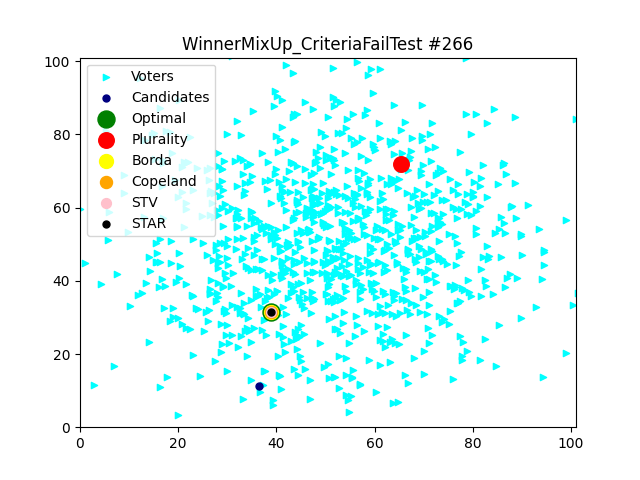 WinnerMixUp_CriteriaFailTest #266
100
80
60
40
20
0
Voters
Candidates
Optimal
Plurality
Borda
Copeland
STV
STAR
0 20 40 60 80 100